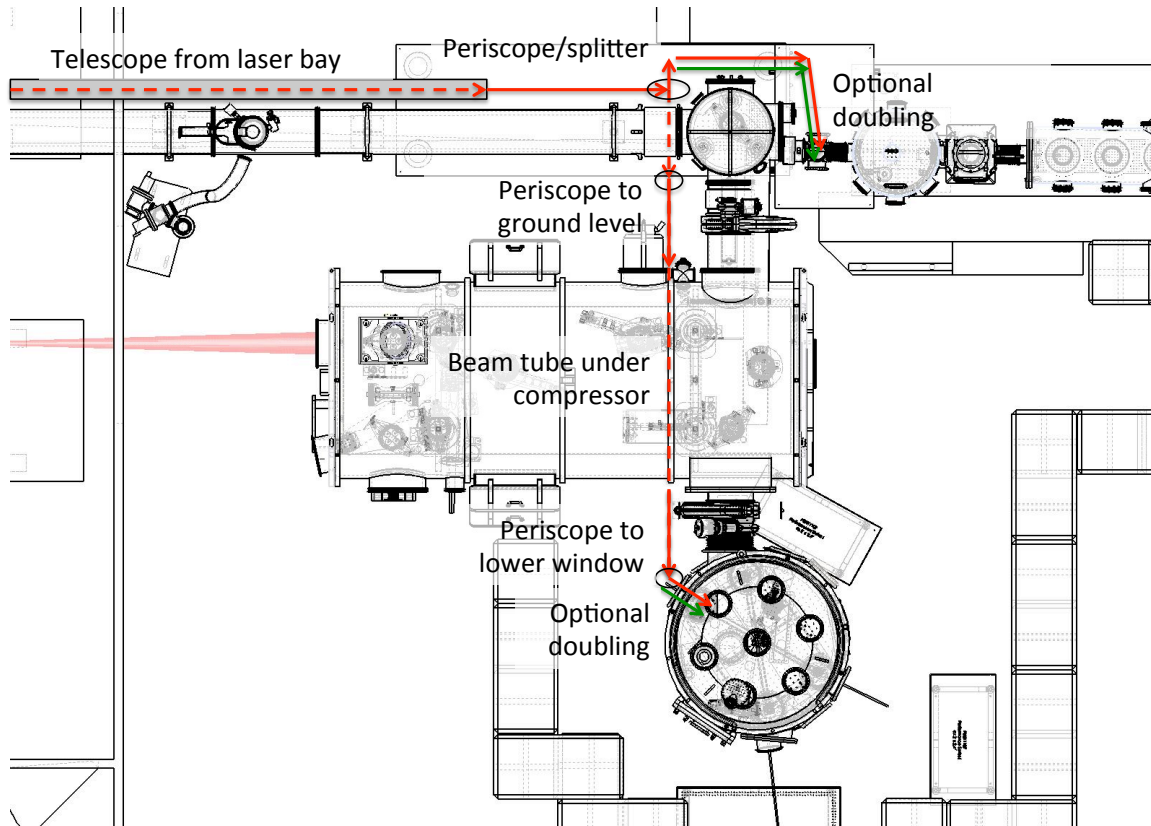 Telescope from laser bay
Periscope/splitter
Optional
doubling
Periscope to
ground level
Beam tube under
compressor
Periscope to
lower window
Optional
doubling